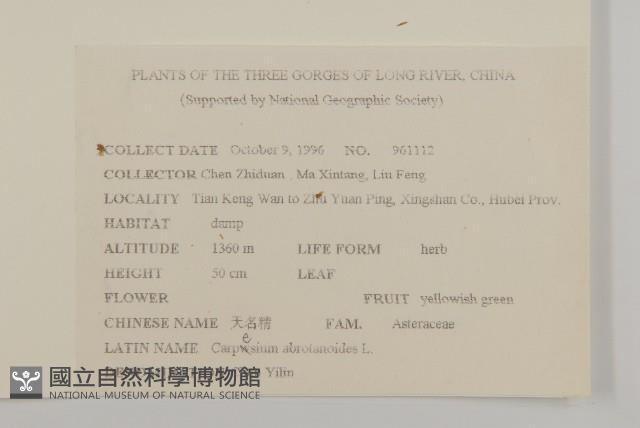 PLANTS OF THE THREE GORGES OF LONG RIVER, CHINA
(Supported by National Geographic Society)
COLLECT DATE October 9, 1996 NO. 961112
COLLECTOR Chen Zhiduan, Ma Xintang, Liu Feng
LOCALITY Tian Keng Wan to Zhu Yuan Ping, Xingshan Co., Hubei Prov.
HABITAT damp
ALTITUDE 1360 m LIFE FORM herb
HEIGHT 50 cm LEAF
FLOWER FRUIT yellowish green
CHINESE NAME 天名精 FAM. Asteraceae
e
LATIN NAME Carpwsium abrotanoides L.
Yilin
國立自然科學博物館
NATIONAL MUSEUM OF NATURAL SCIENCE